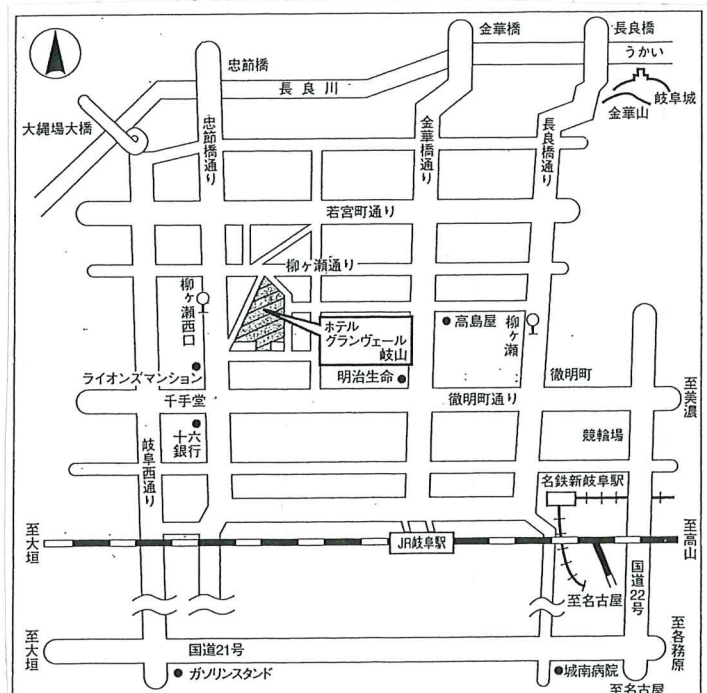 金華橋
長良橋
忠節橋
うかい
長良川
岐阜城
金華山
大縄場大橋
忠節橋通り
金華橋通り
長良橋通り
若宮町通り
柳ヶ瀬通り
柳ヶ瀬西口
ホテル
グランヴェール
岐山
高島屋
柳ヶ瀬
ライオンズマンション
明治生命
徹明町
千手堂
徹明町通り
至美濃
十六
銀行
岐阜西通り
競輪場
名鉄新岐阜駅
至大垣
JR岐阜駅
至高山
至名古屋
国道22号
至大垣
国道21号
至各務原
ガソリンスタンド
城南病院
至名古屋